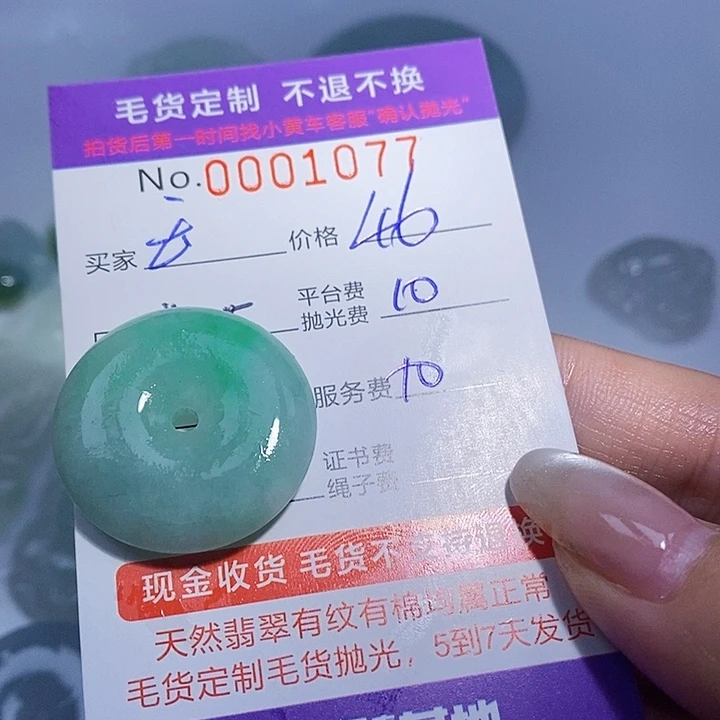 毛货定制 不退不换
拍货后第一时间找小黄车客服"确认抛光"
No.0001077
买家 价格 46
平台费
抛光费 10
服务费 10
证书费
绳子费
现金收货 毛货不支持退换
天然翡翠有纹有棉均属正常
毛货定制毛货抛光，5到7天发货